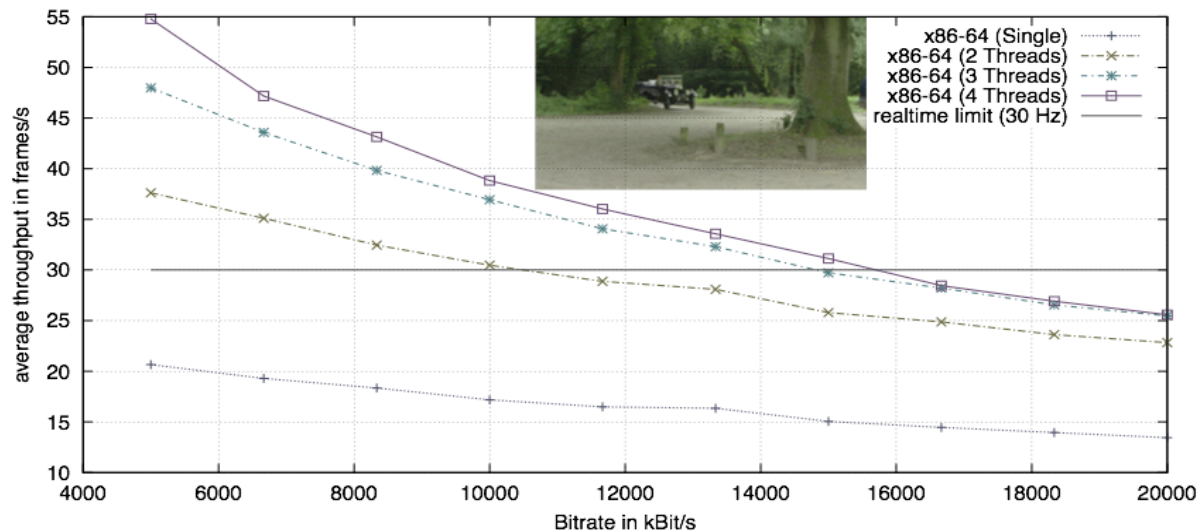 55
50
45
40
35
30
25
20
15
10
average throughput in frames/s
x86-64 (Single)
x86-64 (2 Threads)
x86-64 (3 Threads)
x86-64 (4 Threads)
realtime limit (30 Hz)
4000 6000 8000 10000 12000 14000 16000 18000 20000
Bitrate in kBit/s